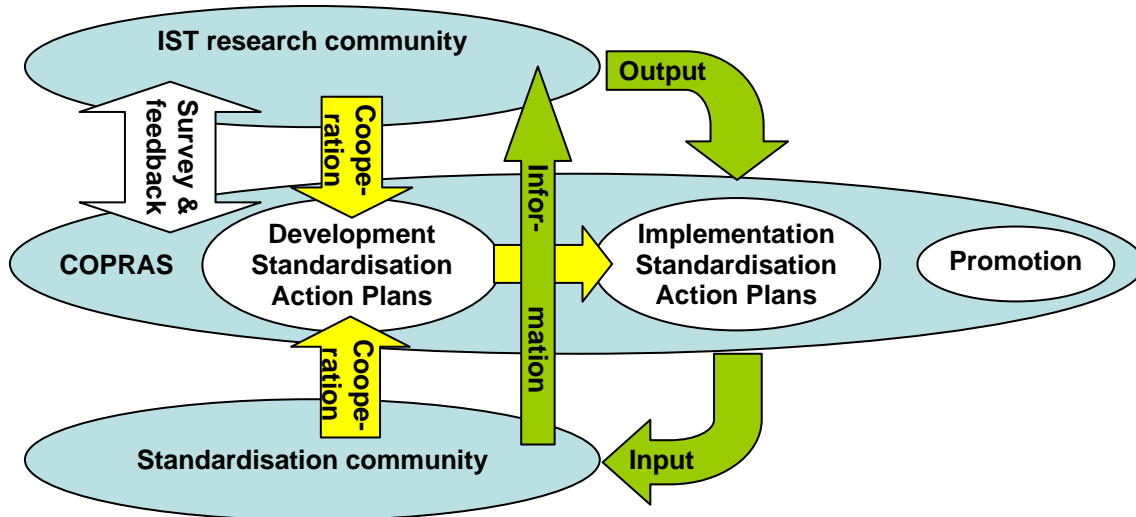 IST research community
Output
Survey &
feedback
Coope-
ration
Infor-
mation
COPRAS
Development
Standardisation
Action Plans
Implementation
Standardisation
Action Plans
Promotion
Coope-
ration
Standardisation community
Input